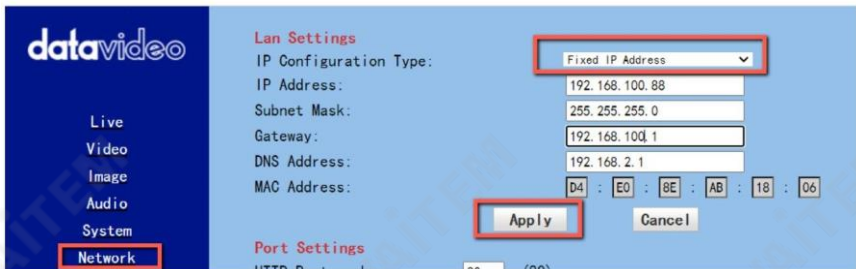 datavideo
Live
Video
Image
Audio
System
Network
Lan Settings
IP Configuration Type: Fixed IP Address
IP Address: 192.168.100.88
Subnet Mask: 255.255.255.0
Gateway: 192.168.100.1
DNS Address: 192.168.2.1
MAC Address: D4 : E0 : 8E : AB : 18 : 06
Apply Cancel
Port Settings